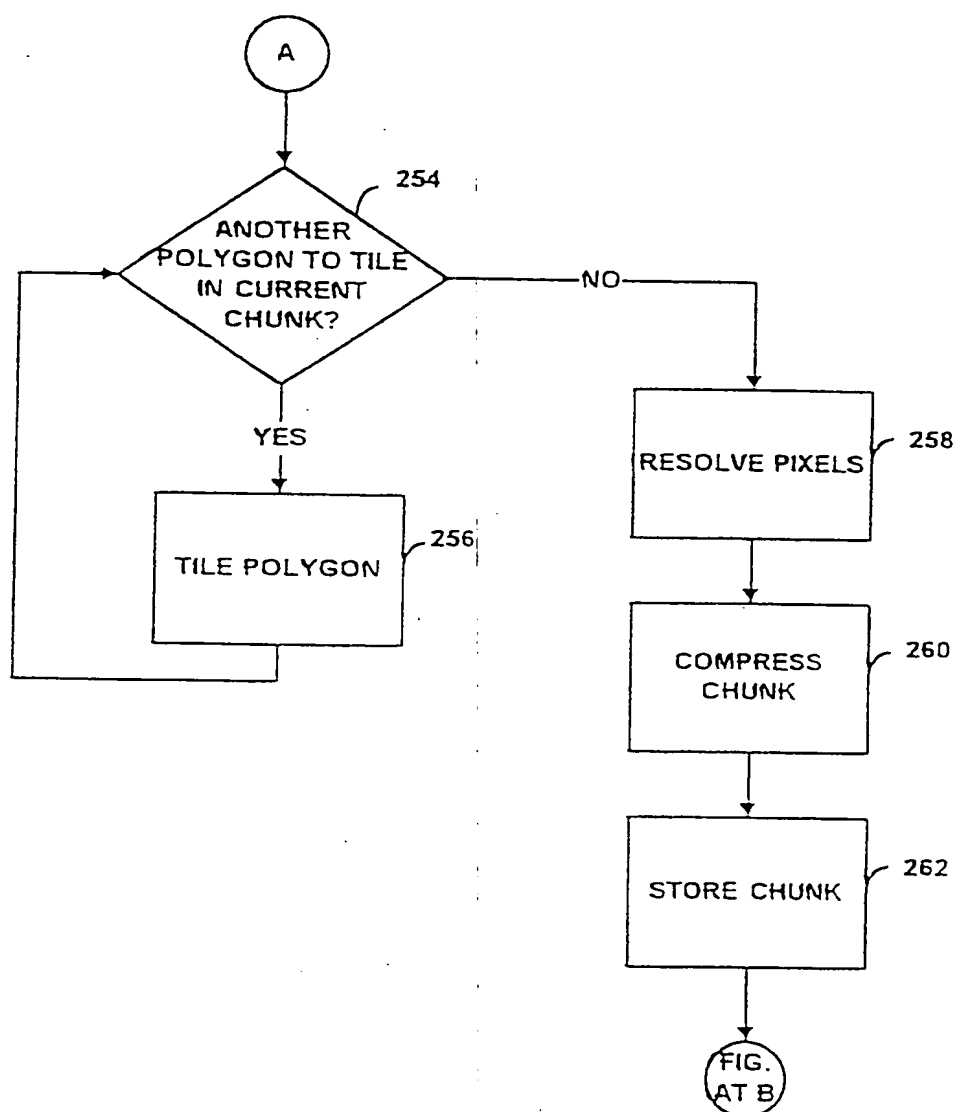 A
254
ANOTHER
POLYGON TO TILE
IN CURRENT
CHUNK?
NO
YES
TILE POLYGON
256
RESOLVE PIXELS
258
COMPRESS
CHUNK
260
STORE CHUNK
262
FIG.
AT B